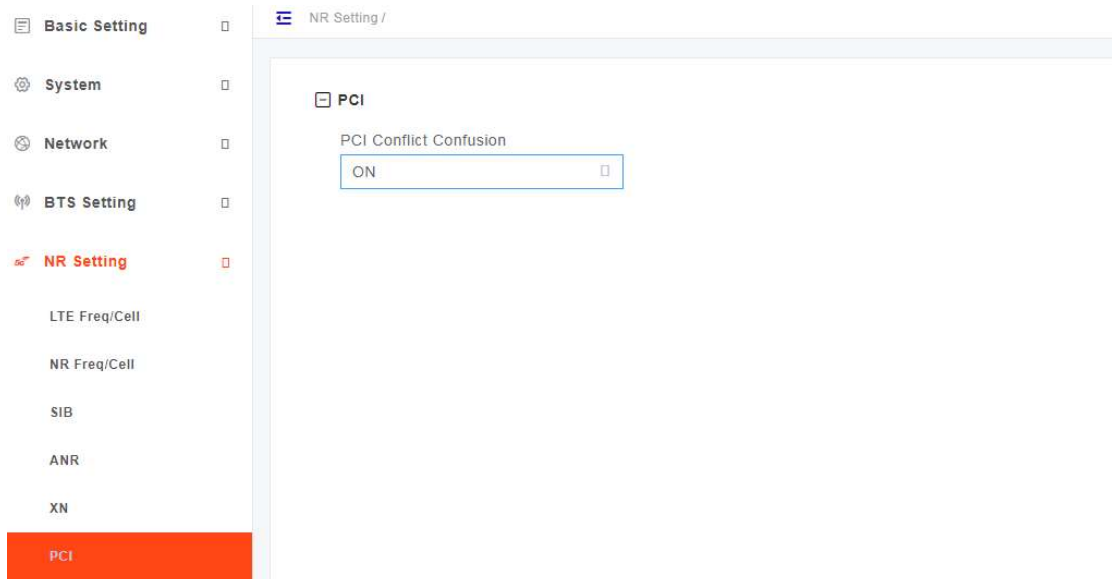 Basic Setting
System
Network
BTS Setting
NR Setting
LTE Freq/Cell
NR Freq/Cell
SIB
ANR
XN
PCI
NR Setting /
PCI
PCI Conflict Confusion
ON